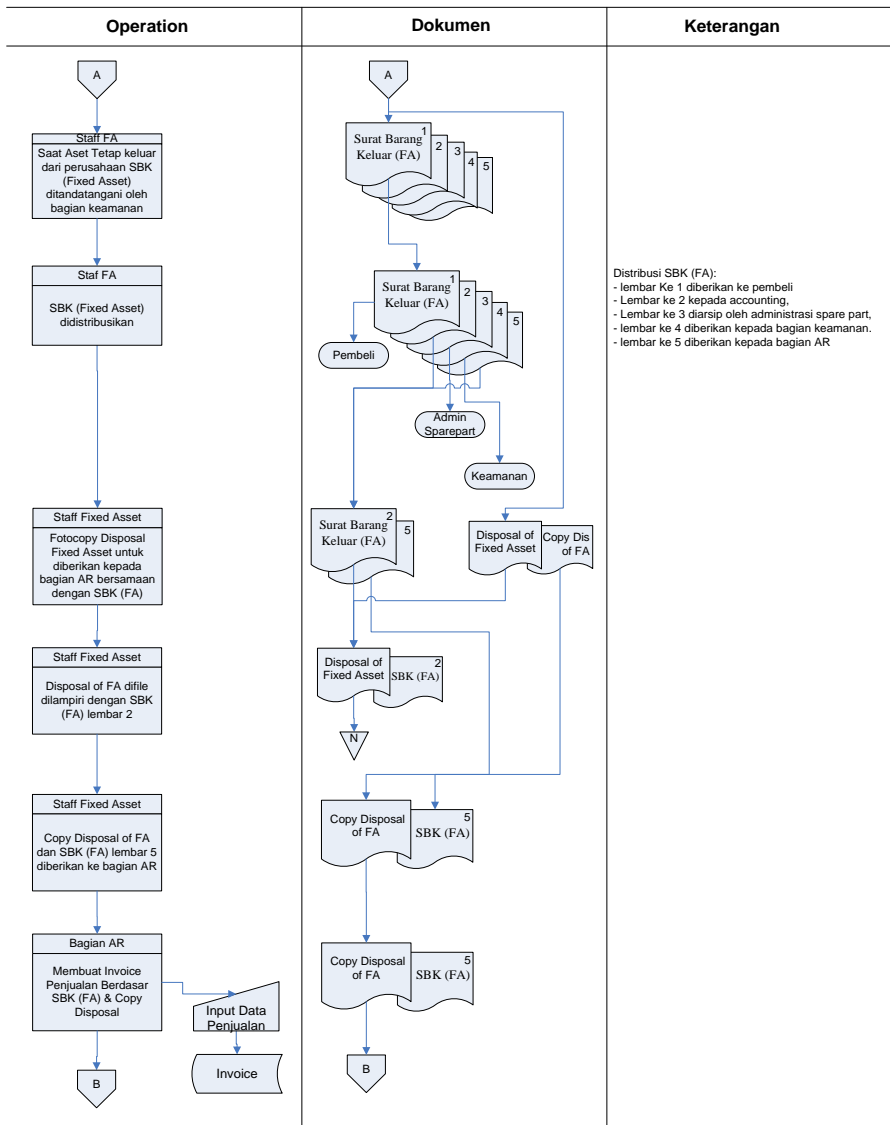 Operation
Dokumen
Keterangan
A
Staff FA
Saat Aset Tetap keluar
dari perusahaan SBK
(Fixed Asset)
ditandatangani oleh
bagian keamanan
Staf FA
SBK (Fixed Asset)
didistribusikan
Staff Fixed Asset
Fotocopy Disposal
Fixed Asset untuk
diberikan kepada
bagian AR bersamaan
dengan SBK (FA)
Staff Fixed Asset
Disposal of FA difile
dilampiri dengan SBK
(FA) lembar 2
Staff Fixed Asset
Copy Disposal of FA
dan SBK (FA) lembar 5
diberikan ke bagian AR
Bagian AR
Membuat Invoice
Penjualan Berdasar
SBK (FA) & Copy
Disposal
Input Data
Penjualan
Invoice
B
A
Surat Barang
Keluar (FA)
1
2
3
4
5
Surat Barang
Keluar (FA)
1
2
3
4
5
Pembeli
Admin
Sparepart
Keamanan
Surat Barang
Keluar (FA)
2
5
Disposal of
Fixed Asset
Copy Dis
of FA
Disposal of
Fixed Asset
2
SBK (FA)
N
Copy Disposal
of FA
5
SBK (FA)
Copy Disposal
of FA
5
SBK (FA)
B
Distribusi SBK (FA):
- lembar Ke 1 diberikan ke pembeli
- Lembar ke 2 kepada accounting,
- Lembar ke 3 diarsip oleh administrasi spare part,
- lembar ke 4 diberikan kepada bagian keamanan.
- lembar ke 5 diberikan kepada bagian AR